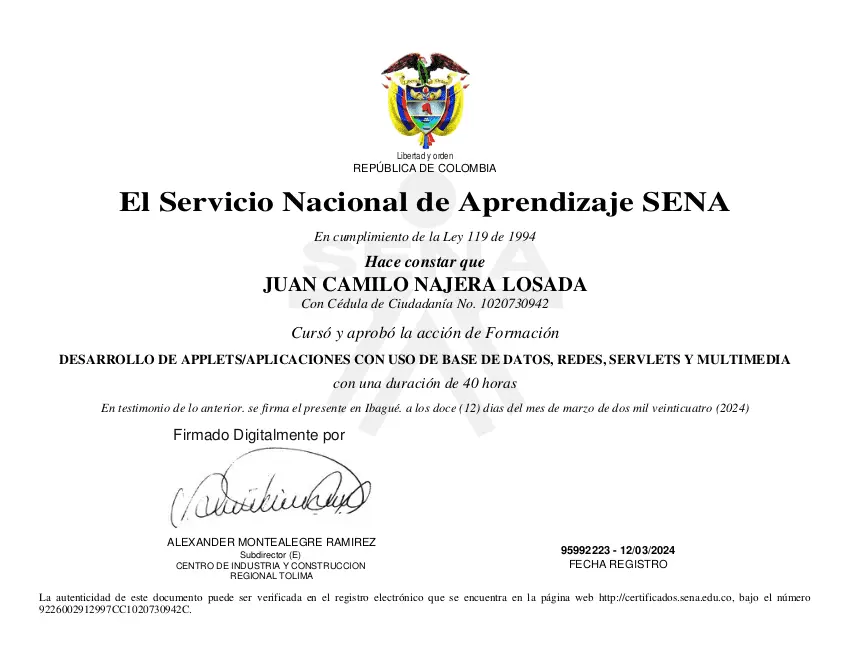 Libertad y orden
REPÚBLICA DE COLOMBIA
El Servicio Nacional de Aprendizaje SENA
En cumplimiento de la Ley 119 de 1994
SENA
Hace constar que
JUAN CAMILO NAJERA LOSADA
Con Cédula de Ciudadanía No. 1020730942
Cursó y aprobó la acción de Formación
DESARROLLO DE APPLETS/APLICACIONES CON USO DE BASE DE DATOS, REDES, SERVLETS Y MULTIMEDIA
con una duración de 40 horas
En testimonio de lo anterior. se firma el presente en Ibagué. a los doce (12) dias del mes de marzo de dos mil veinticuatro (2024)
Firmado Digitalmente por
ALEXANDER MONTEALEGRE RAMIREZ
Subdirector (E)
CENTRO DE INDUSTRIA Y CONSTRUCCION
REGIONAL TOLIMA
95992223 - 12/03/2024
FECHA REGISTRO
La autenticidad de este documento puede ser verificada en el registro electrónico que se encuentra en la página web http://certificados.sena.edu.co, bajo el número
9226002912997CC1020730942C.